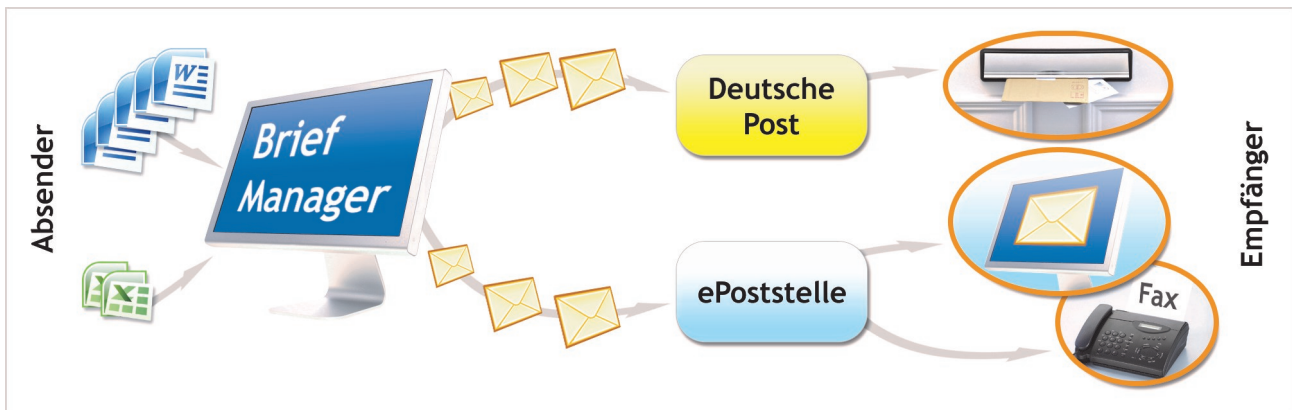 Absender
W
X
Brief
Manager
Deutsche
Post
ePoststelle
Fax
Empfänger